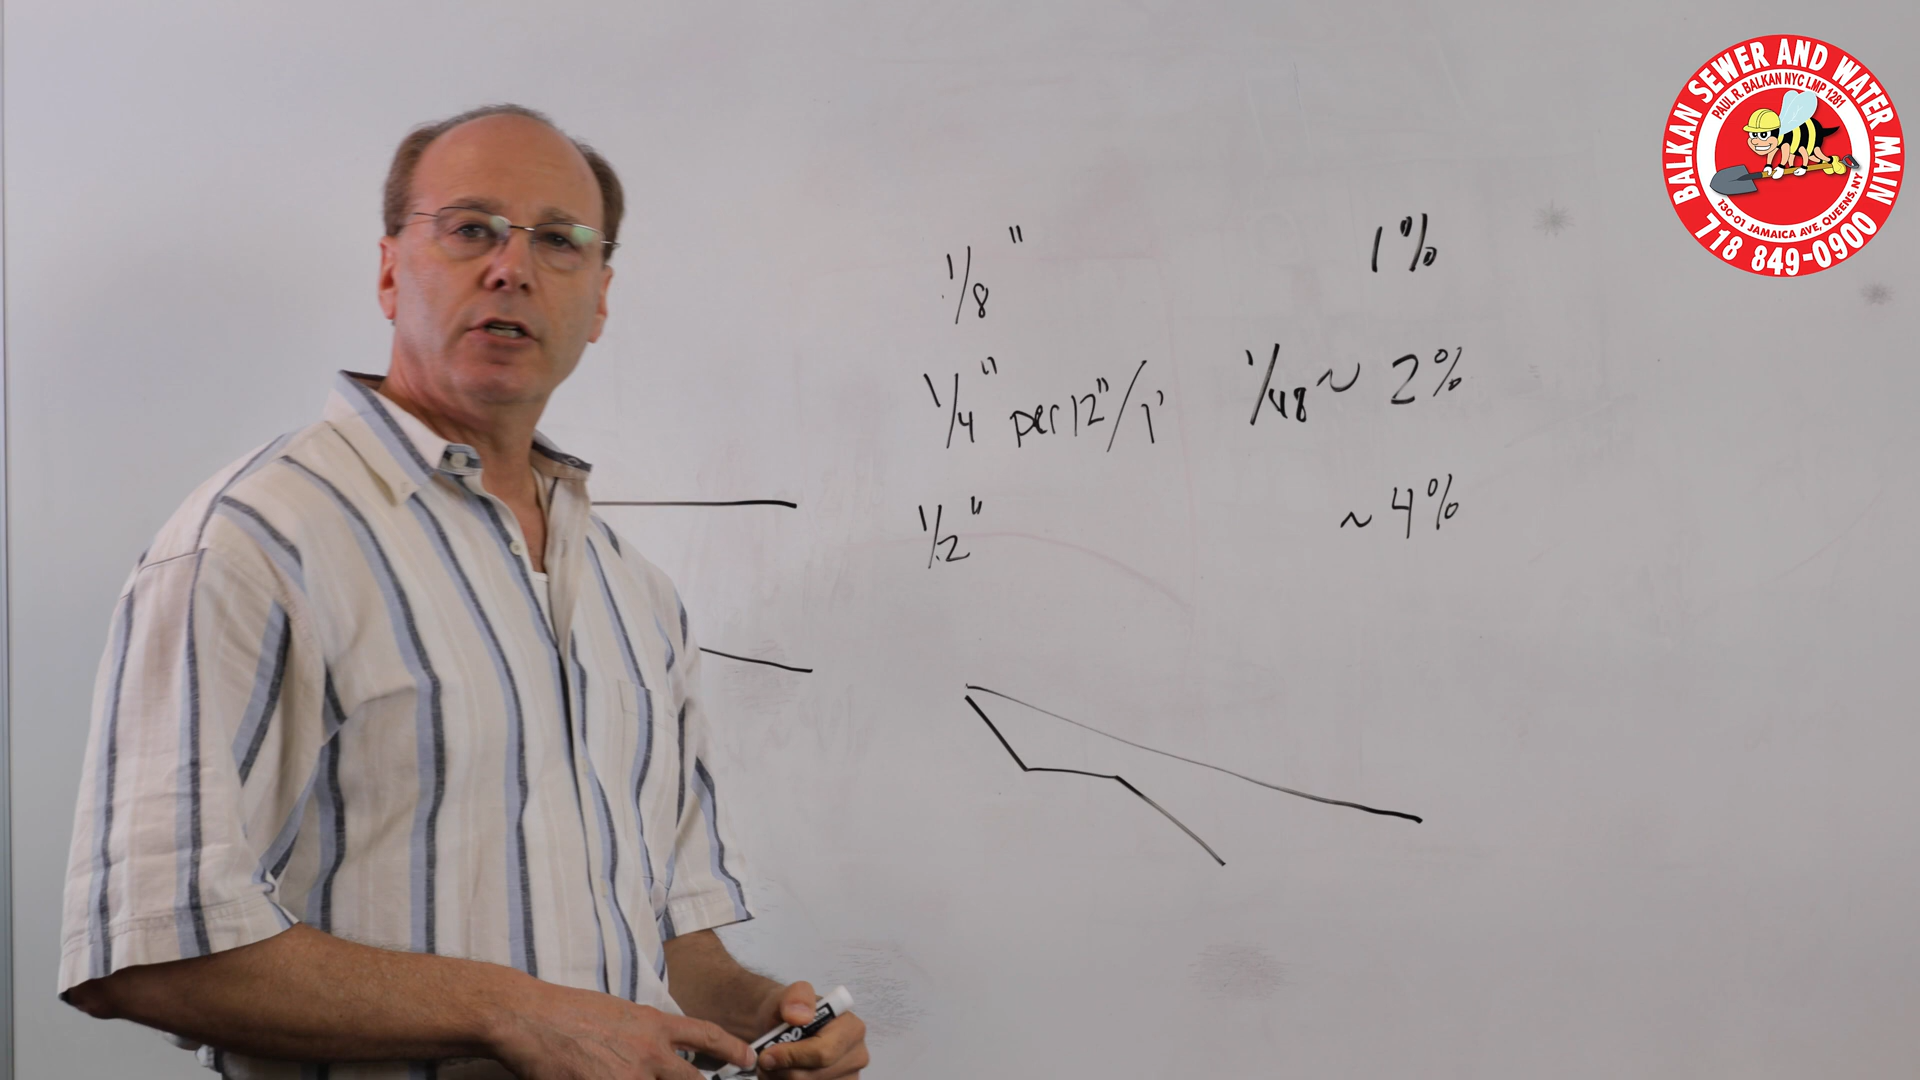 1/8" 1%
1/4" per 12"/1' 1/48 ~ 2%
1/2" ~ 4%
BALKAN SEWER AND WATER MAIN
PAUL R. BALKAN NYC LMP 1281
130-01 JAMAICA AVE, QUEENS, NY
718 849-0900